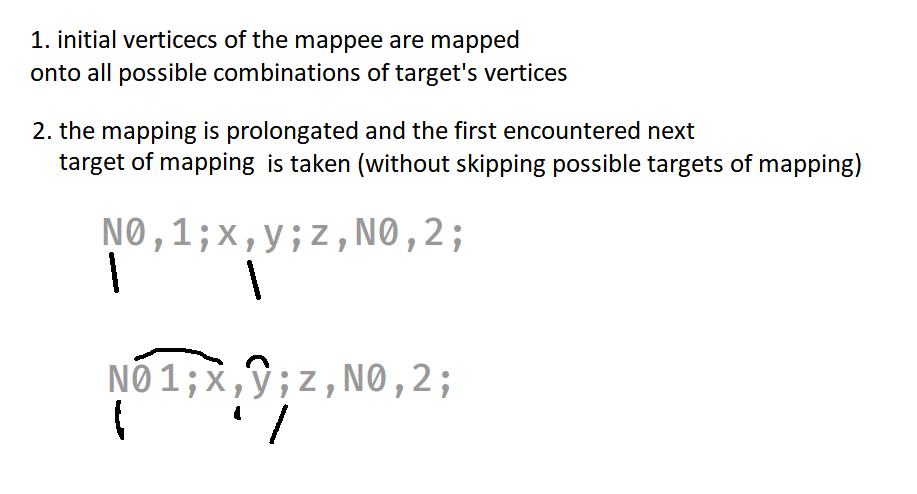 1. initial verticecs of the mappee are mapped
onto all possible combinations of target's vertices
2. the mapping is prolongated and the first encountered next
target of mapping is taken (without skipping possible targets of mapping)
N0,1;x,y;z,N0,2;
N0 1;x,y;z,N0,2;